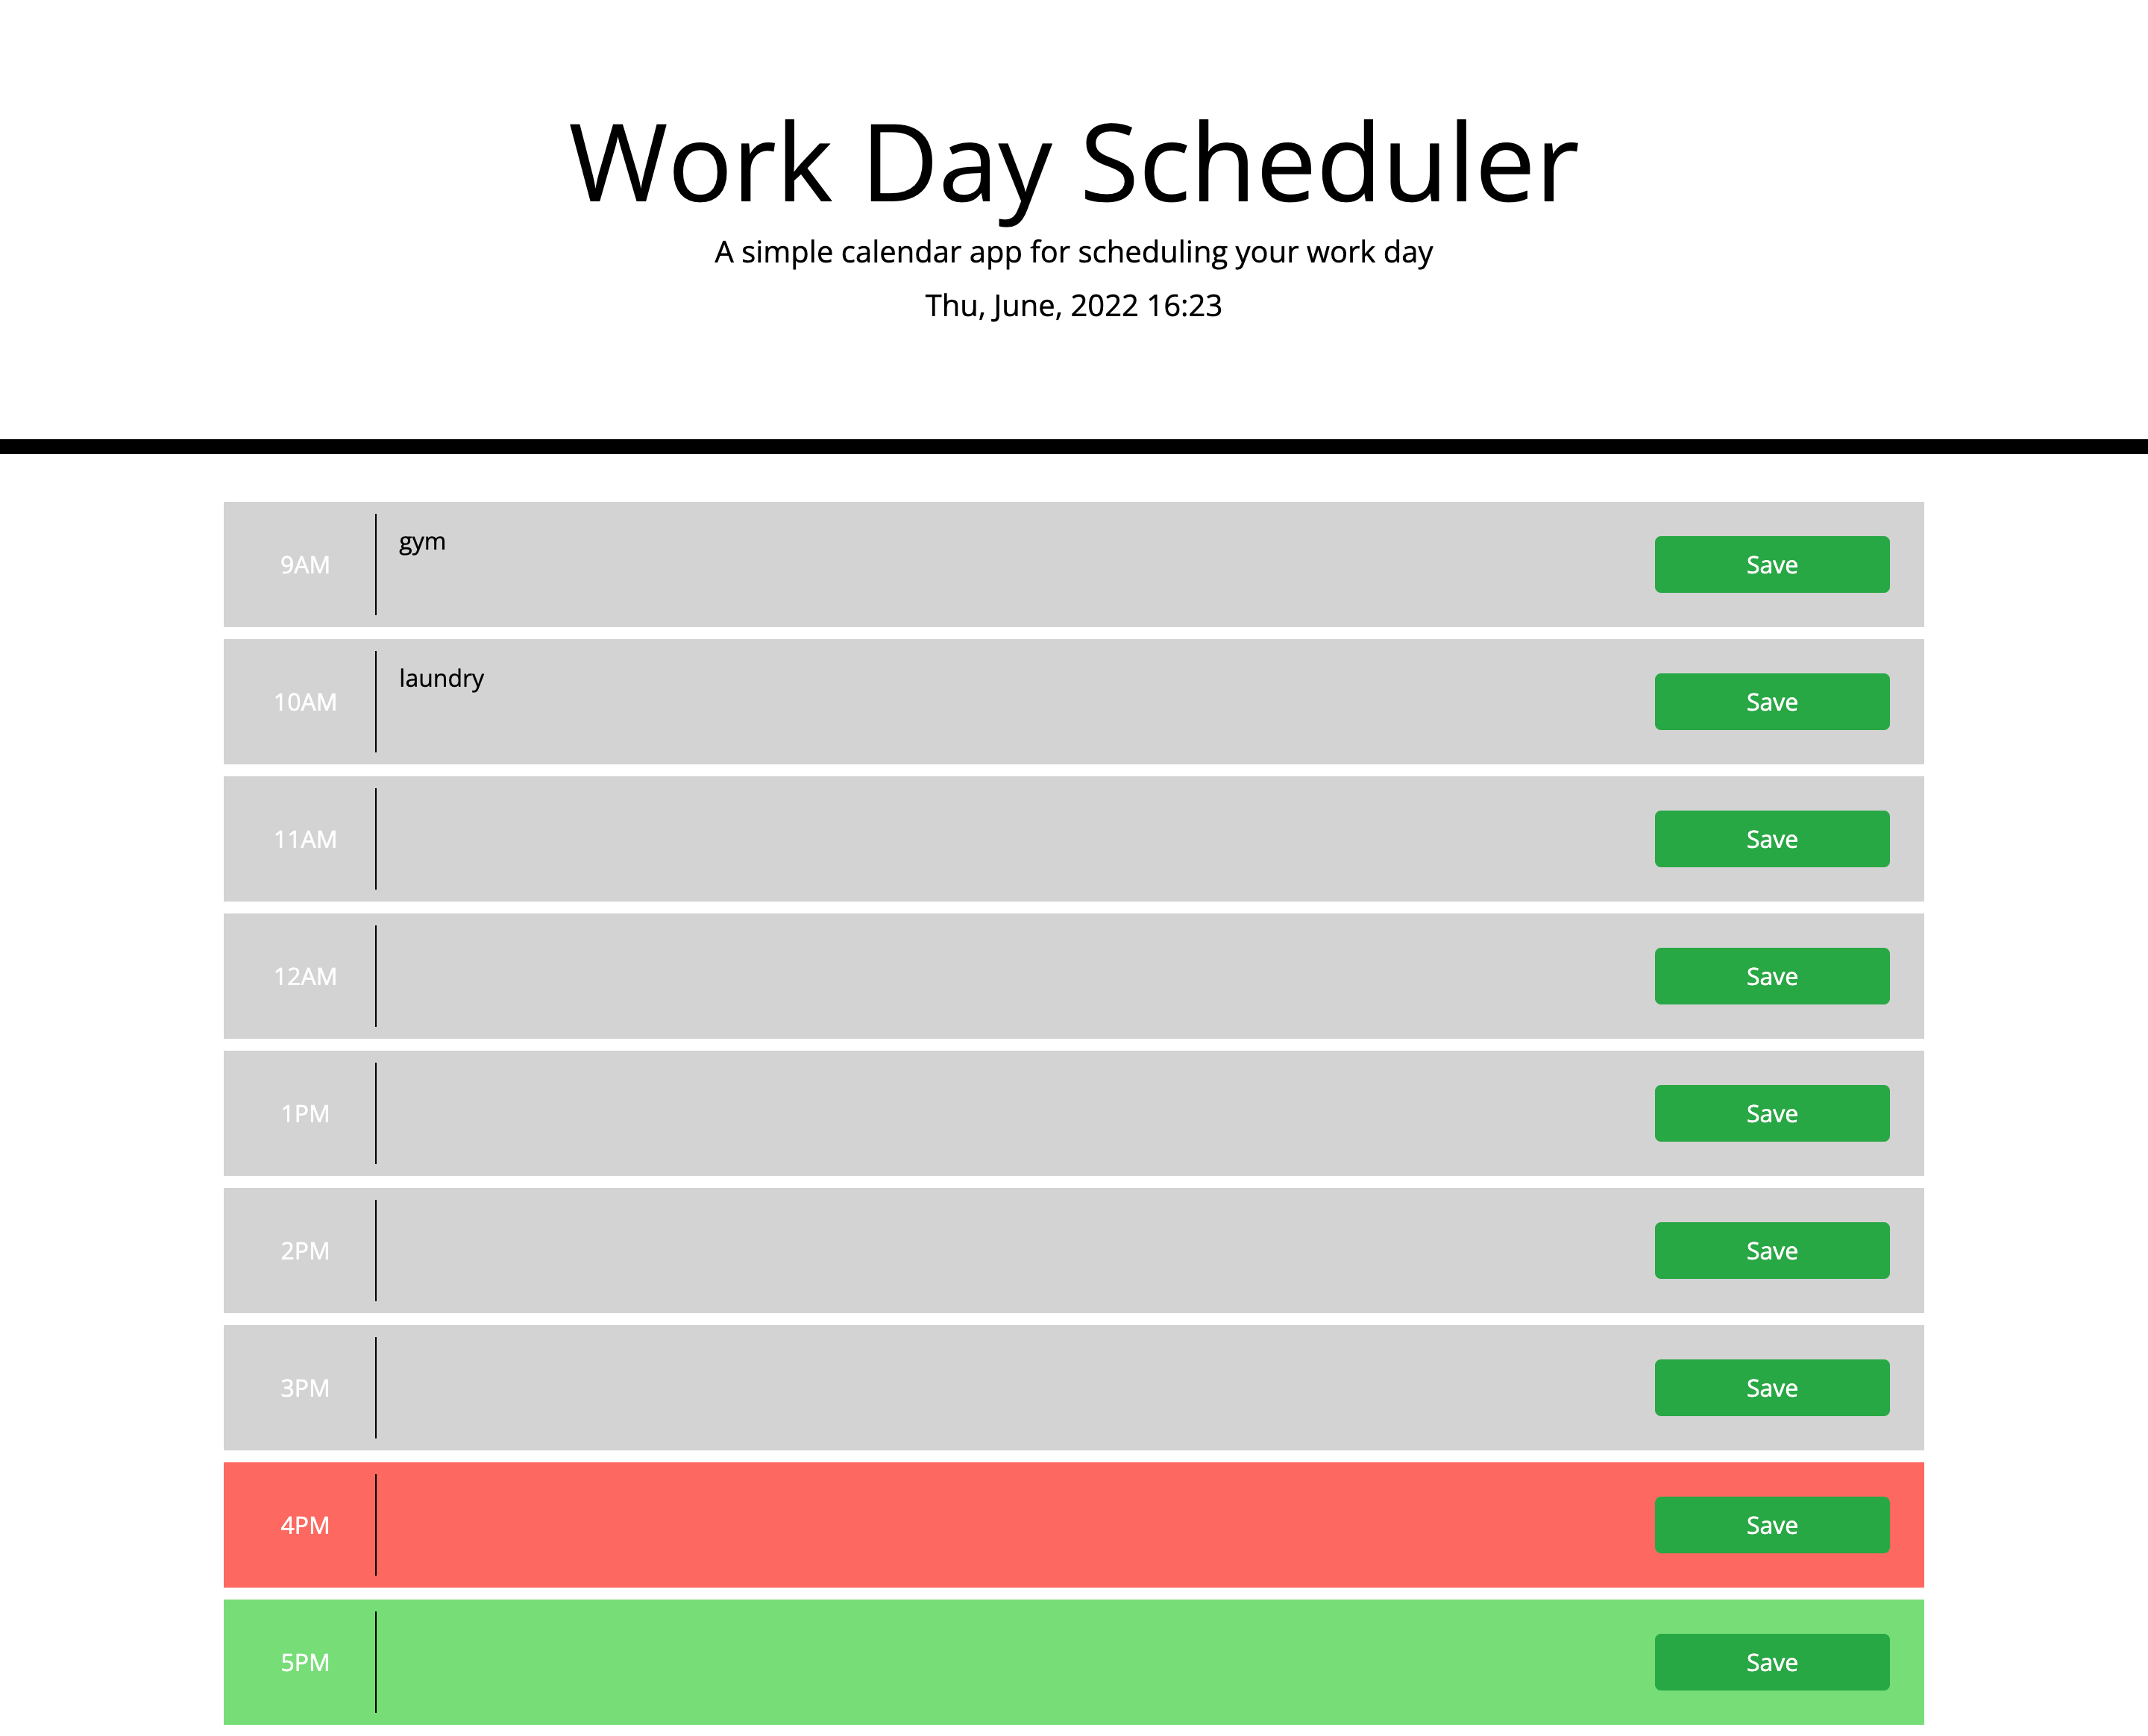 Work Day Scheduler
A simple calendar app for scheduling your work day
Thu, June, 2022 16:23
9AM gym Save
10AM laundry Save
11AM Save
12AM Save
1PM Save
2PM Save
3PM Save
4PM Save
5PM Save